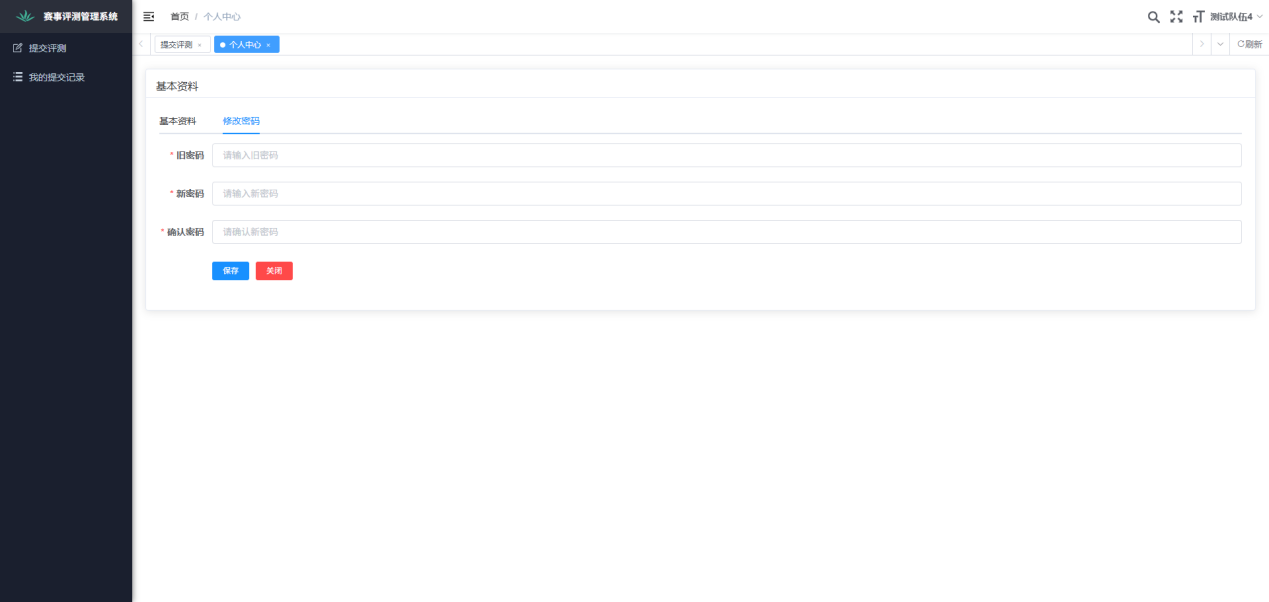 赛事评测管理系统
首页 / 个人中心
测试队伍4
提交评测
我的提交记录
提交评测 ×
个人中心 ×
刷新
基本资料
基本资料
修改密码
* 旧密码 请输入旧密码
* 新密码 请输入新密码
* 确认密码 请确认新密码
保存
关闭